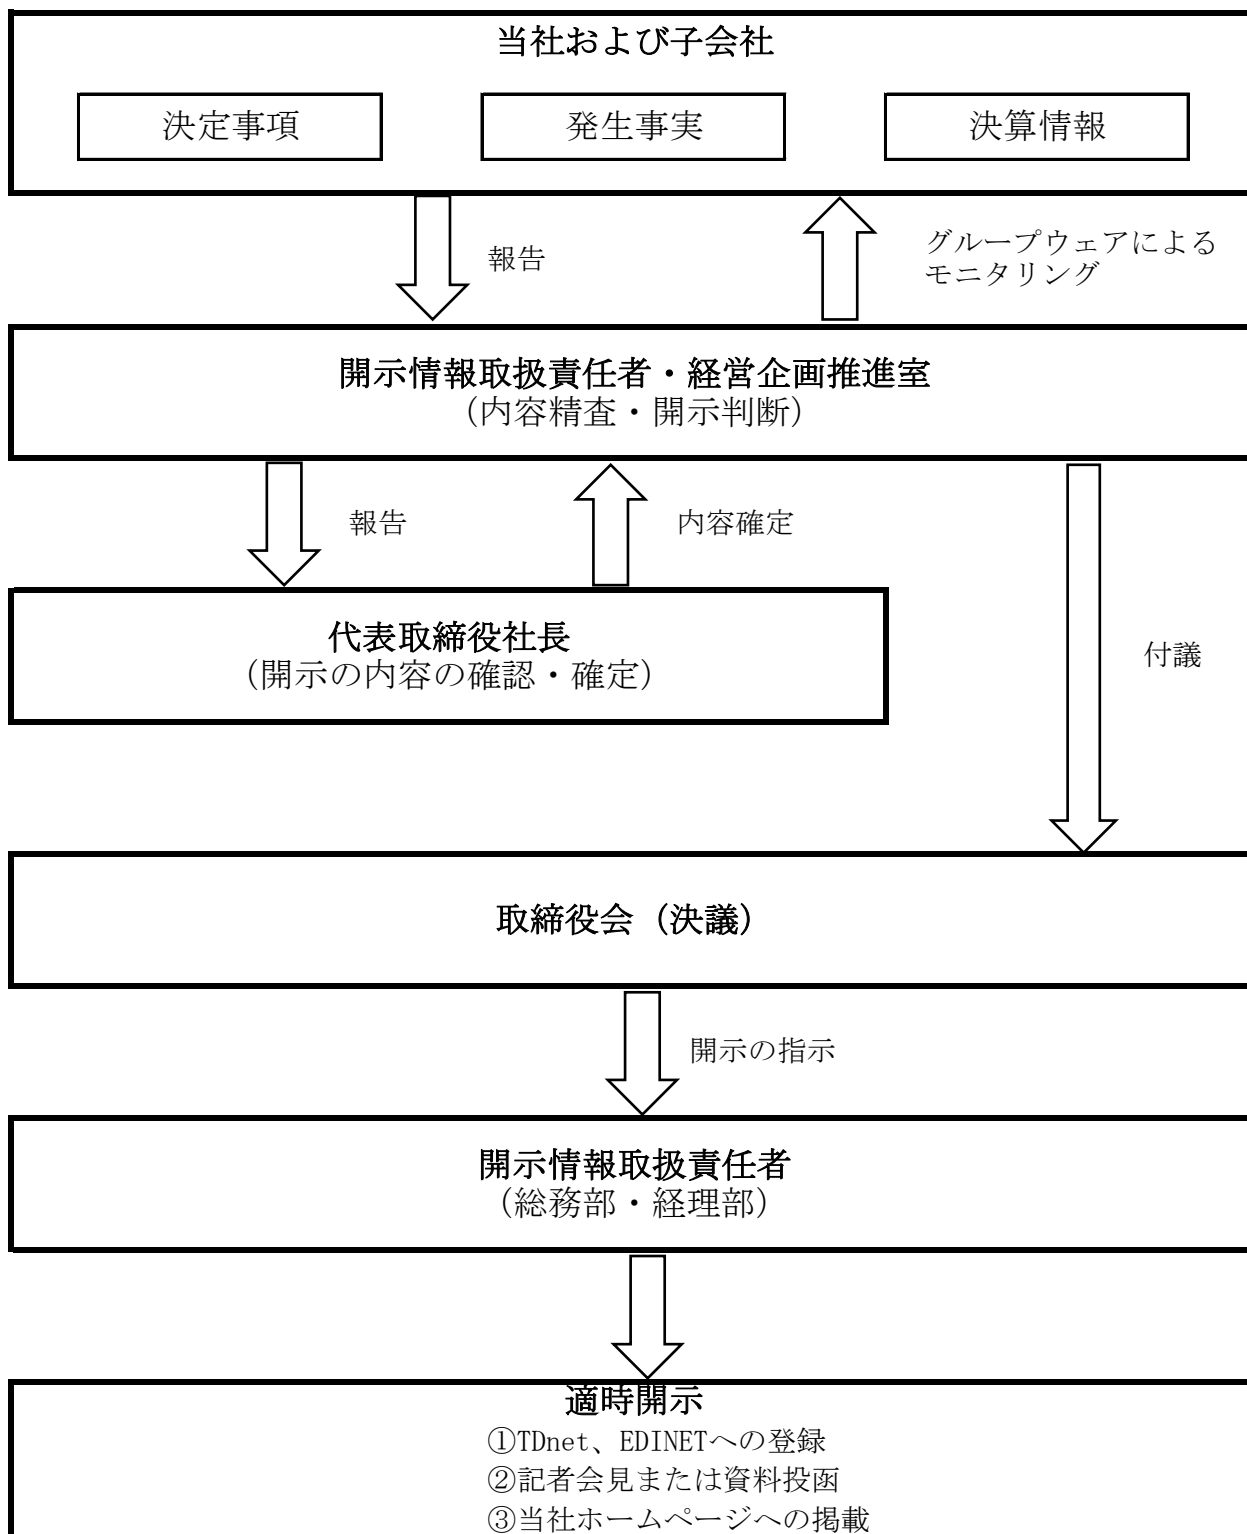 当社および子会社
決定事項
発生事実
決算情報
報告
グループウェアによる
モニタリング
開示情報取扱責任者・経営企画推進室
（内容精査・開示判断）
報告
内容確定
代表取締役社長
（開示の内容の確認・確定）
付議
取締役会（決議）
開示の指示
開示情報取扱責任者
（総務部・経理部）
適時開示
①TDnet、EDINETへの登録
②記者会見または資料投函
③当社ホームページへの掲載